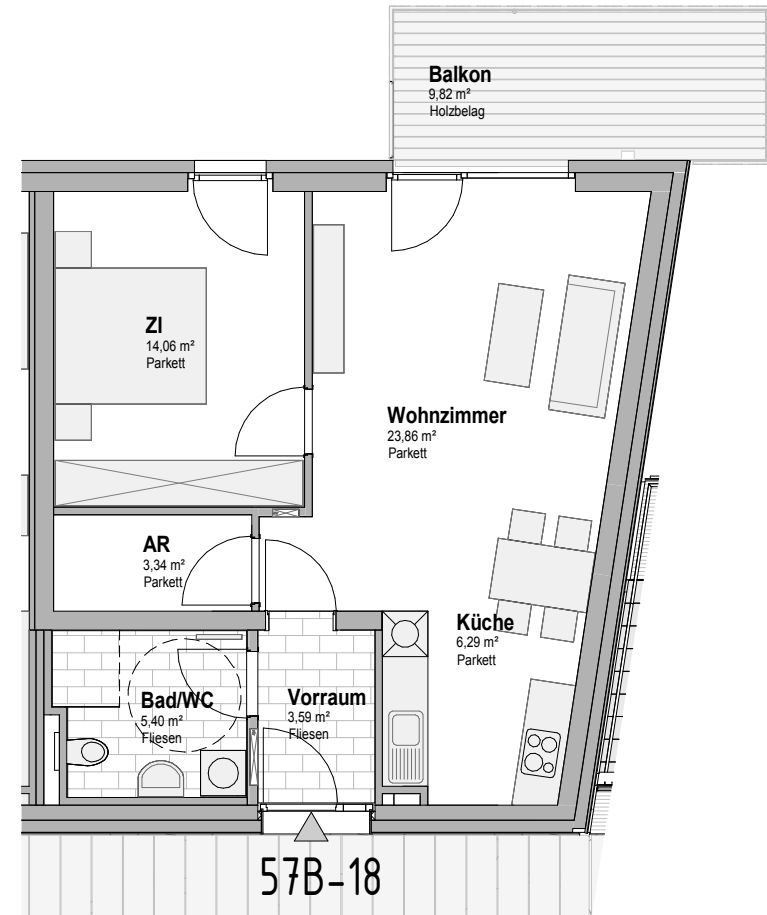 Balkon
9,82 m²
Holzbelag
ZI
14,06 m²
Parkett
Wohnzimmer
23,86 m²
Parkett
AR
3,34 m²
Parkett
Küche
6,29 m²
Parkett
Bad/WC
5,40 m²
Fliesen
Vorraum
3,59 m²
Fliesen
57B-18